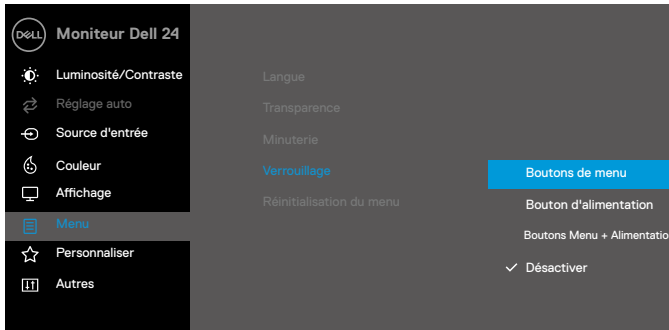 DELL Moniteur Dell 24
Luminosité/Contraste
Réglage auto
Source d'entrée
Couleur
Affichage
Menu
Personnaliser
Autres
Langue
Transparence
Minuterie
Verrouillage
Réinitialisation du menu
Boutons de menu
Bouton d'alimentation
Boutons Menu + Alimentatio
Désactiver